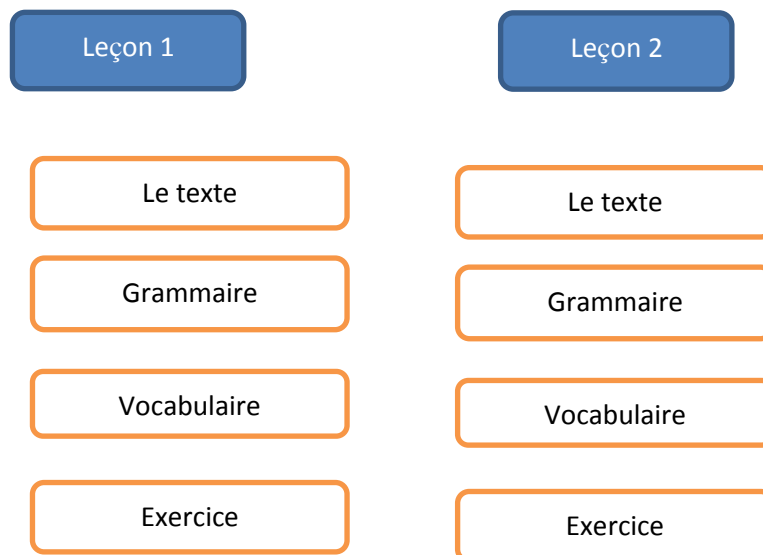 Leçon 1
Le texte
Grammaire
Vocabulaire
Exercice
Leçon 2
Le texte
Grammaire
Vocabulaire
Exercice